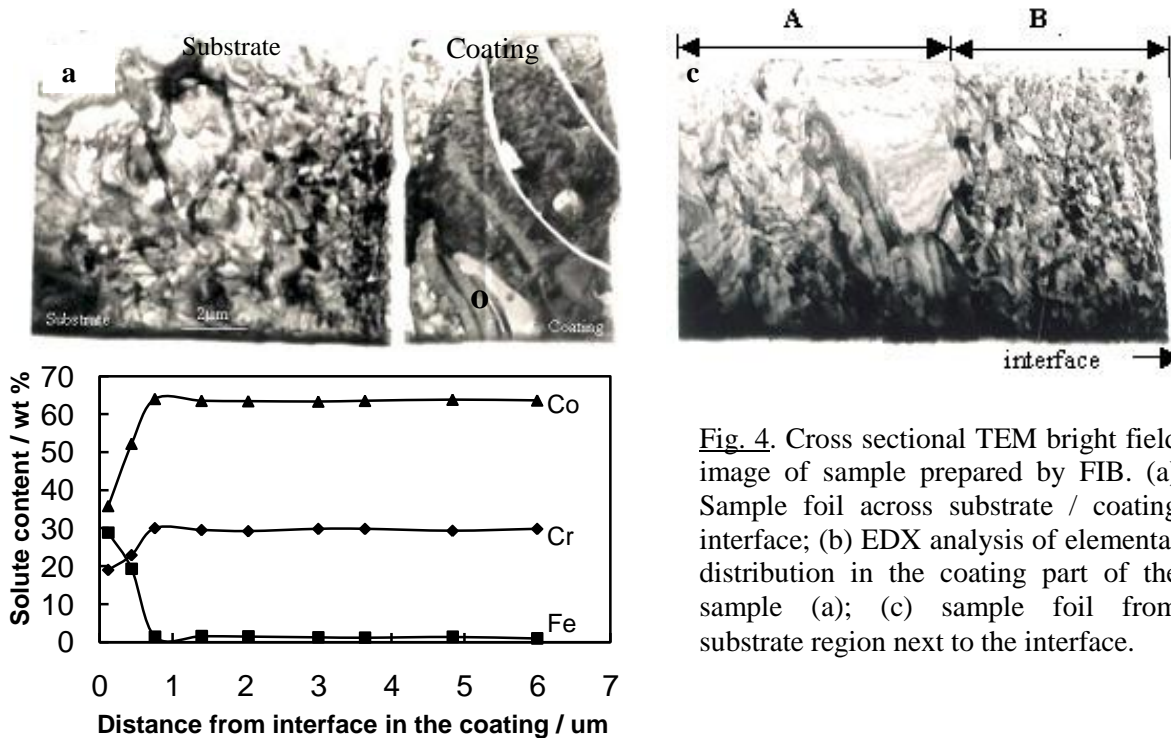 Substrate
Coating
a
O
Substrate
2μm
Coating
A
B
c
interface
70
60
50
40
30
20
10
0
Solute content / wt %
Co
Cr
Fe
0 1 2 3 4 5 6 7
Distance from interface in the coating / um
Fig. 4. Cross sectional TEM bright field
image of sample prepared by FIB. (a)
Sample foil across substrate / coating
interface; (b) EDX analysis of elemental
distribution in the coating part of the
sample (a); (c) sample foil from
substrate region next to the interface.